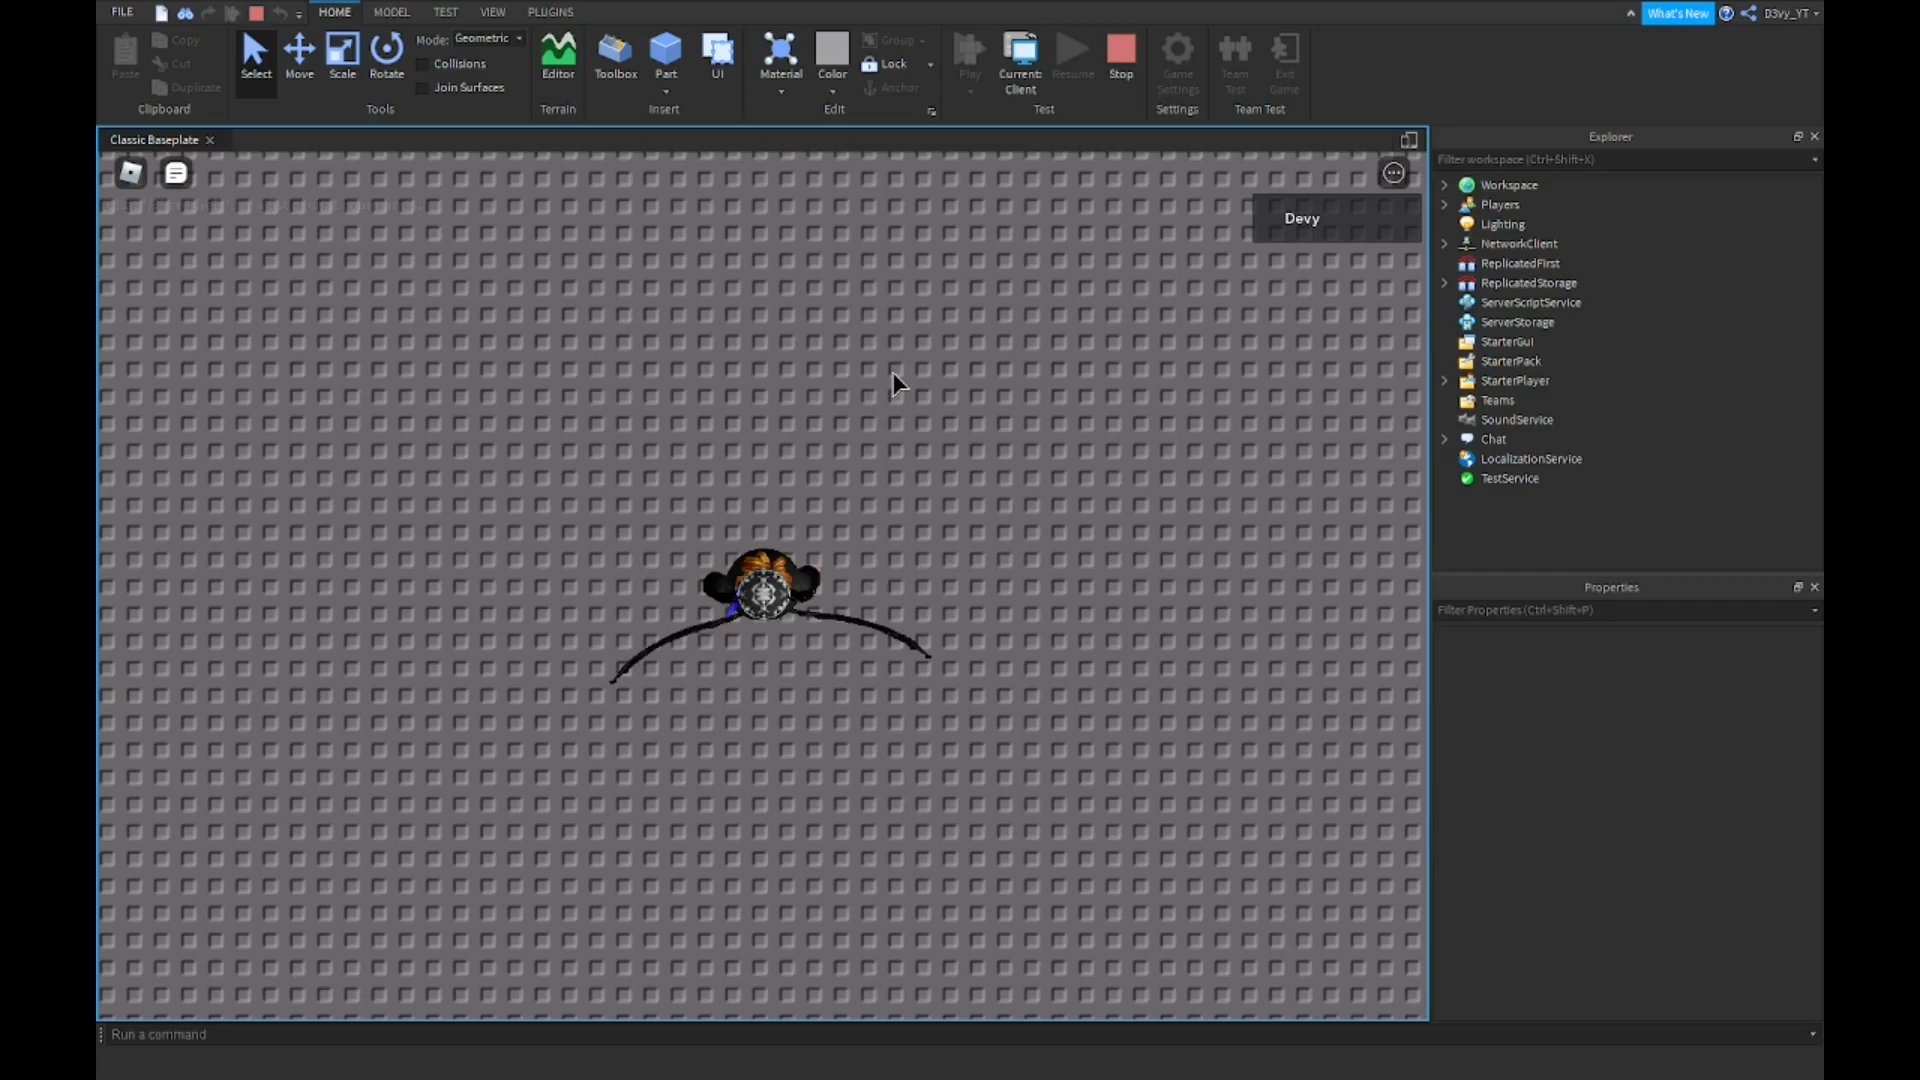 FILE HOME MODEL TEST VIEW PLUGINS What's New D3vy_YT
Paste Copy Cut Duplicate Clipboard
Select Move Scale Rotate Mode: Geometric Collisions Join Surfaces Tools
Editor Terrain
Toolbox Part UI Insert
Material Color Group Lock Anchor Edit
Play Current: Client Resume Stop Test
Game Settings Settings
Team Test Exit Game Team Test
Classic Baseplate
Devy
Explorer
Filter workspace (Ctrl+Shift+X)
Workspace
Players
Lighting
NetworkClient
ReplicatedFirst
ReplicatedStorage
ServerScriptService
ServerStorage
StarterGui
StarterPack
StarterPlayer
Teams
SoundService
Chat
LocalizationService
TestService
Properties
Filter Properties (Ctrl+Shift+P)
Run a command